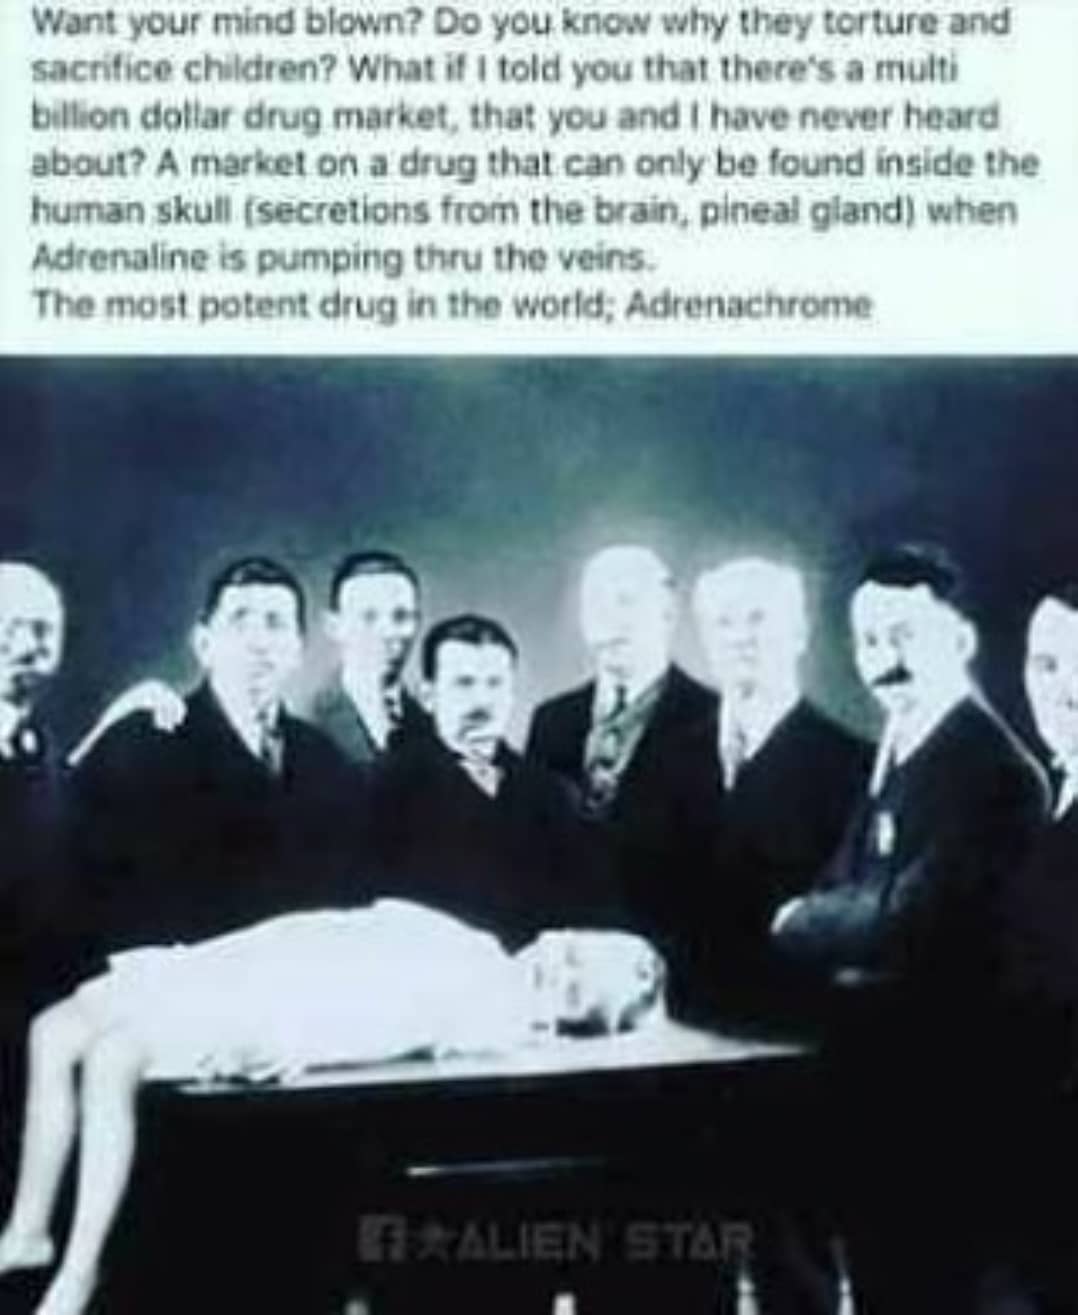 Want your mind blown? Do you know why they torture and
sacrifice children? What if I told you that there's a multi
billion dollar drug market, that you and I have never heard
about? A market on a drug that can only be found inside the
human skull (secretions from the brain, pineal gland) when
Adrenaline is pumping thru the veins.
The most potent drug in the world; Adrenachrome
ALIEN STAR